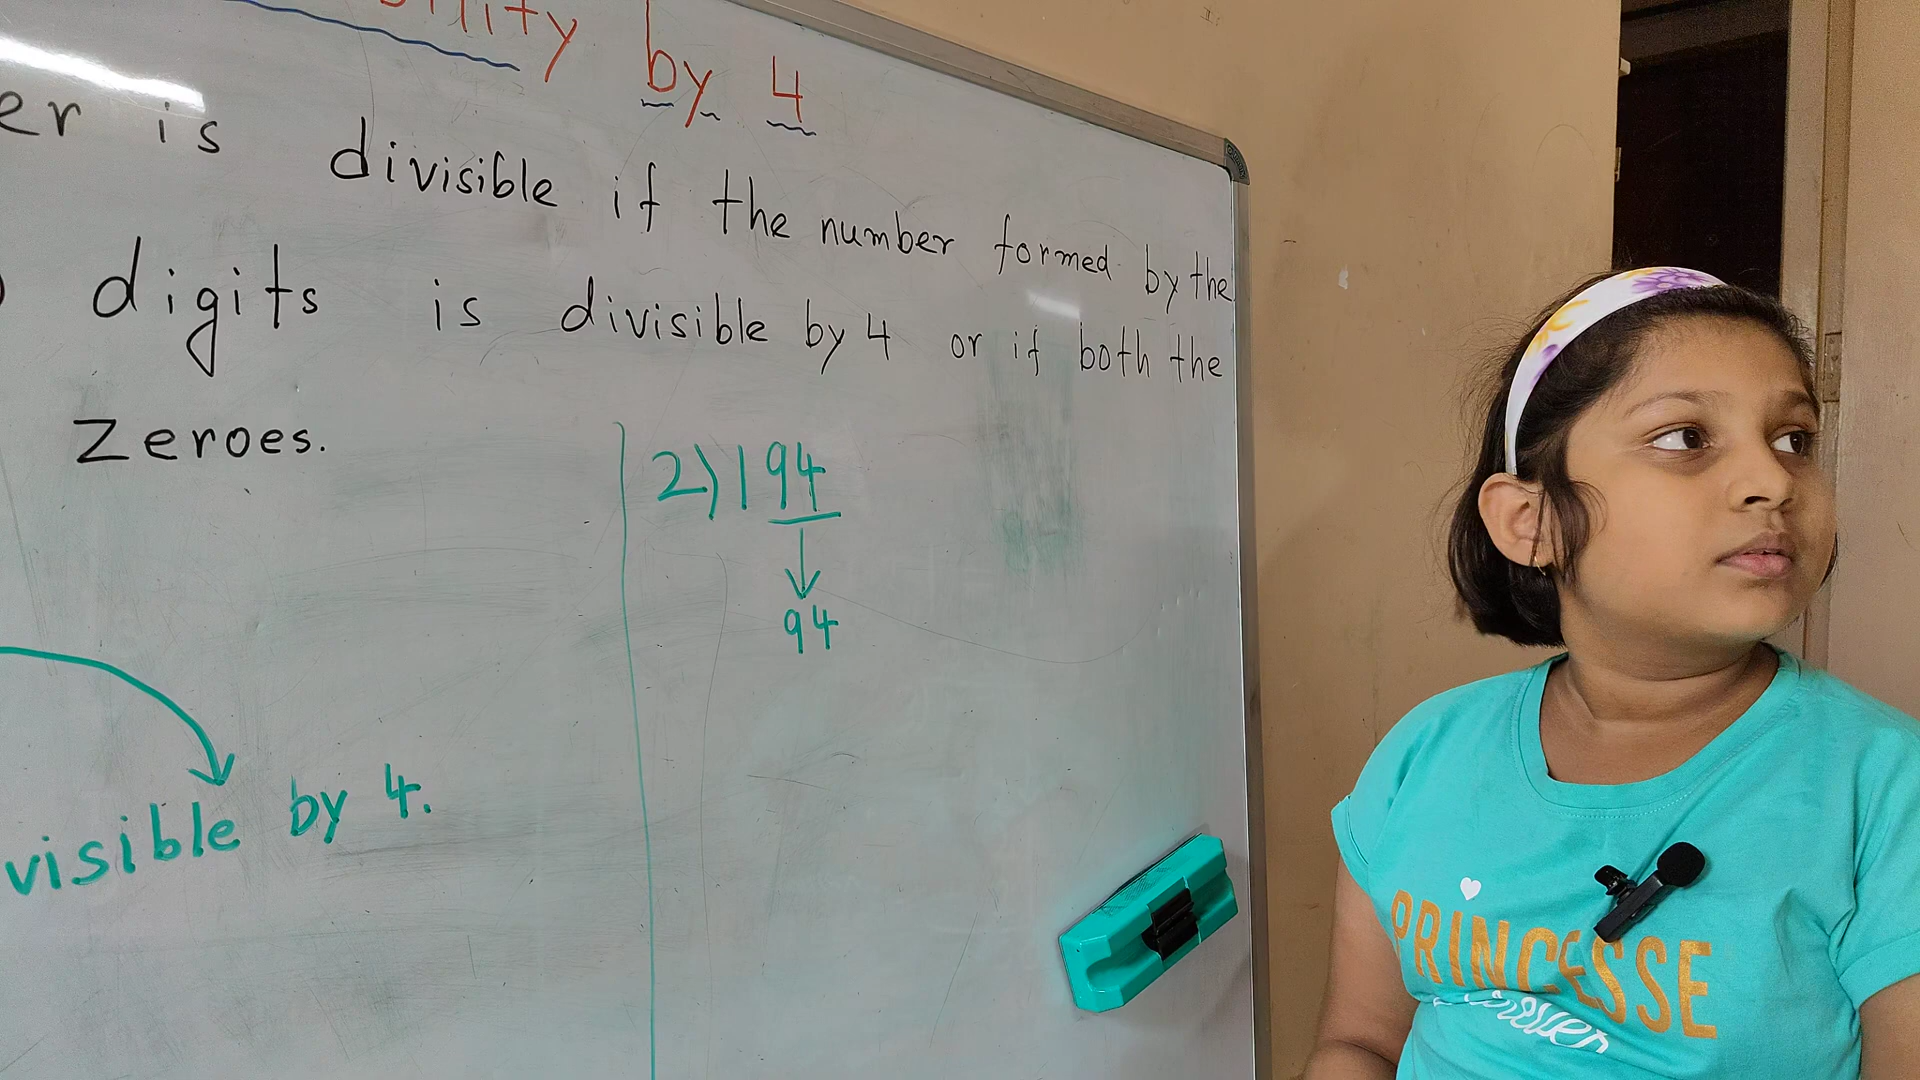 bility by 4
er is divisible if the number formed by the
digits is divisible by 4 or if both the
zeroes.
2) 194
94
visible by 4.
PRINCESSE